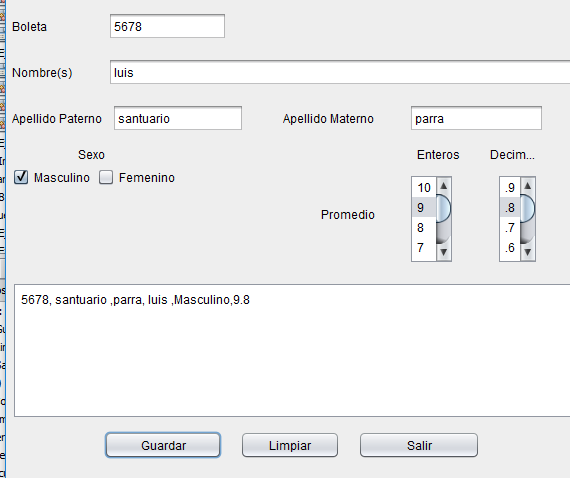 Boleta 5678
Nombre(s) luis
Apellido Paterno santuario Apellido Materno parra
Sexo Enteros Decim...
Masculino Femenino
Promedio
10 .9
9 .8
8 .7
7 .6
5678, santuario ,parra, luis ,Masculino,9.8
Guardar Limpiar Salir